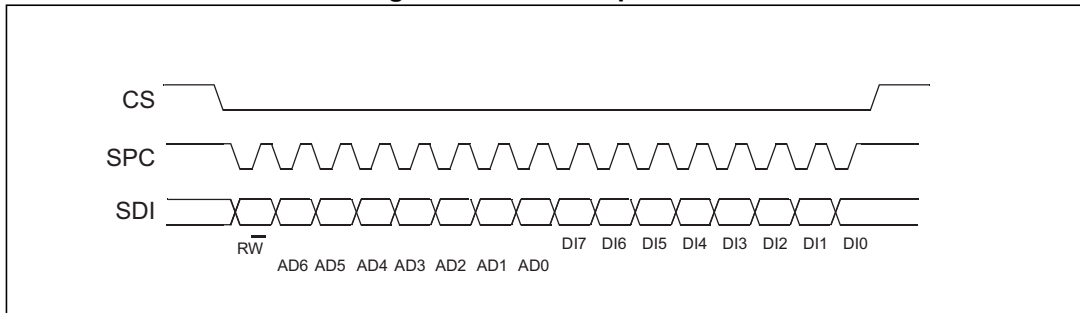 CS
SPC
SDI
RW DI7 DI6 DI5 DI4 DI3 DI2 DI1 DI0
AD6 AD5 AD4 AD3 AD2 AD1 AD0